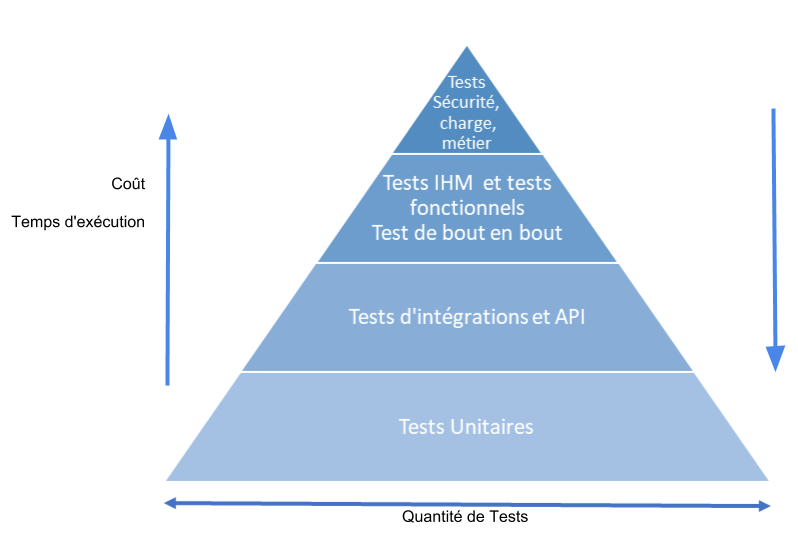 Tests
Sécurité,
charge,
métier
Coût
Tests IHM et tests
fonctionnels
Temps d'exécution
Test de bout en bout
Tests d'intégrations et API
Tests Unitaires
Quantité de Tests